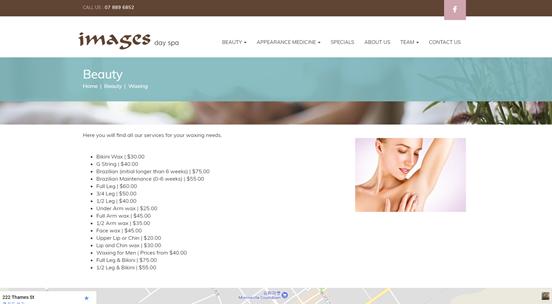 CALL US : 07 889 6852
images day spa
BEAUTY
APPEARANCE MEDICINE
SPECIALS
ABOUT US
TEAM
CONTACT US
Beauty
Home | Beauty | Waxing
Here you will find all our services for your waxing needs.
Bikini Wax | $30.00
G String | $40.00
Brazilian (initial longer than 6 weeks) | $75.00
Brazilian Maintenance (0-6 weeks) | $55.00
Full Leg | $60.00
3/4 Leg | $50.00
1/2 Leg | $40.00
Under Arm wax | $25.00
Full Arm wax | $45.00
1/2 Arm wax | $35.00
Face wax | $45.00
Upper Lip or Chin | $20.00
Lip and Chin wax | $30.00
Waxing for Men | Prices from $40.00
Full Leg & Bikini | $75.00
1/2 Leg & Bikini | $55.00
222 Thames St